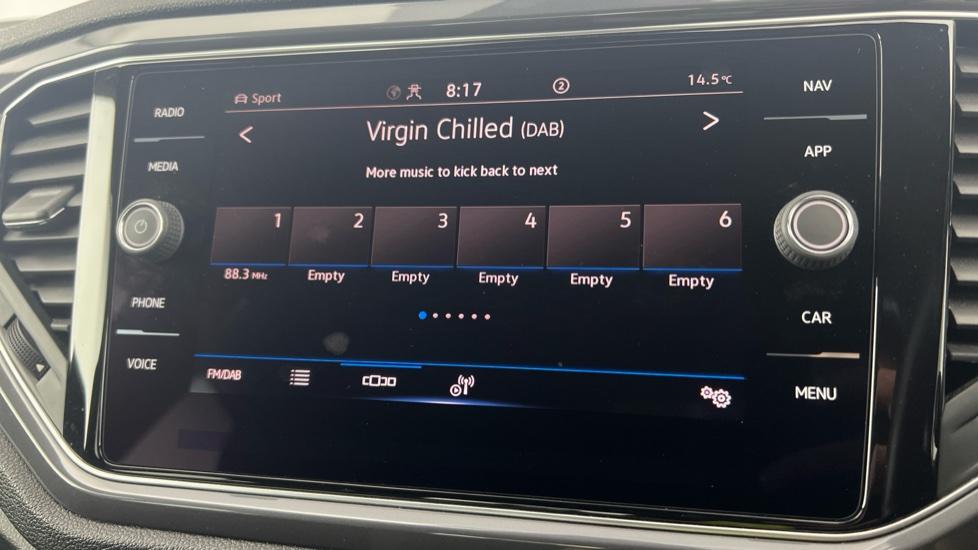 Sport 8:17 2 14.5°C
< Virgin Chilled (DAB) >
More music to kick back to next
1 2 3 4 5 6
88.3 MHz Empty Empty Empty Empty Empty
FM/DAB
RADIO
MEDIA
PHONE
VOICE
NAV
APP
CAR
MENU